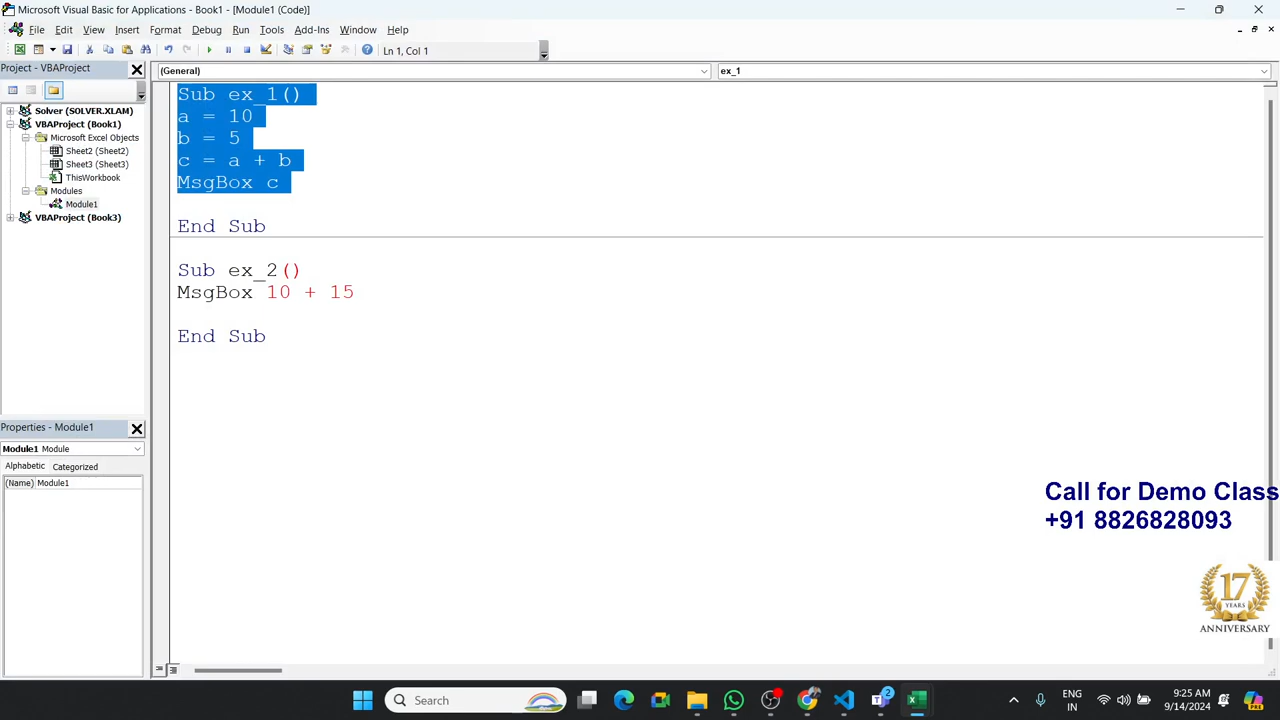 Microsoft Visual Basic for Applications - Book1 - [Module1 (Code)]
File Edit View Insert Format Debug Run Tools Add-Ins Window Help
Ln 1, Col 1
Project - VBAProject
(General)
ex_1
Solver (SOLVER.XLAM)
VBAProject (Book1)
Microsoft Excel Objects
Sheet2 (Sheet2)
Sheet3 (Sheet3)
ThisWorkbook
Modules
Module1
VBAProject (Book3)
Sub ex_1()
a = 10
b = 5
c = a + b
MsgBox c
End Sub
Sub ex_2()
MsgBox 10 + 15
End Sub
Properties - Module1
Module1 Module
Alphabetic Categorized
(Name) Module1
Call for Demo Class
+91 8826828093
17
YEARS
ANNIVERSARY
Search
2
ENG
IN
9:25 AM
9/14/2024